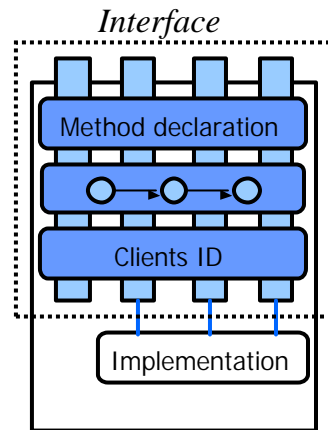 Interface
Method declaration
Clients ID
Implementation